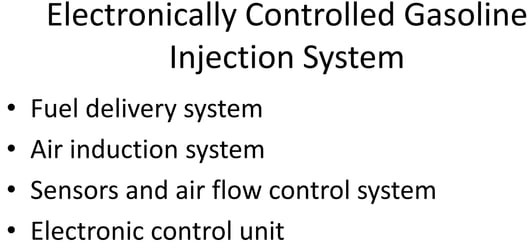 Electronically Controlled Gasoline
Injection System
• Fuel delivery system
• Air induction system
• Sensors and air flow control system
• Electronic control unit